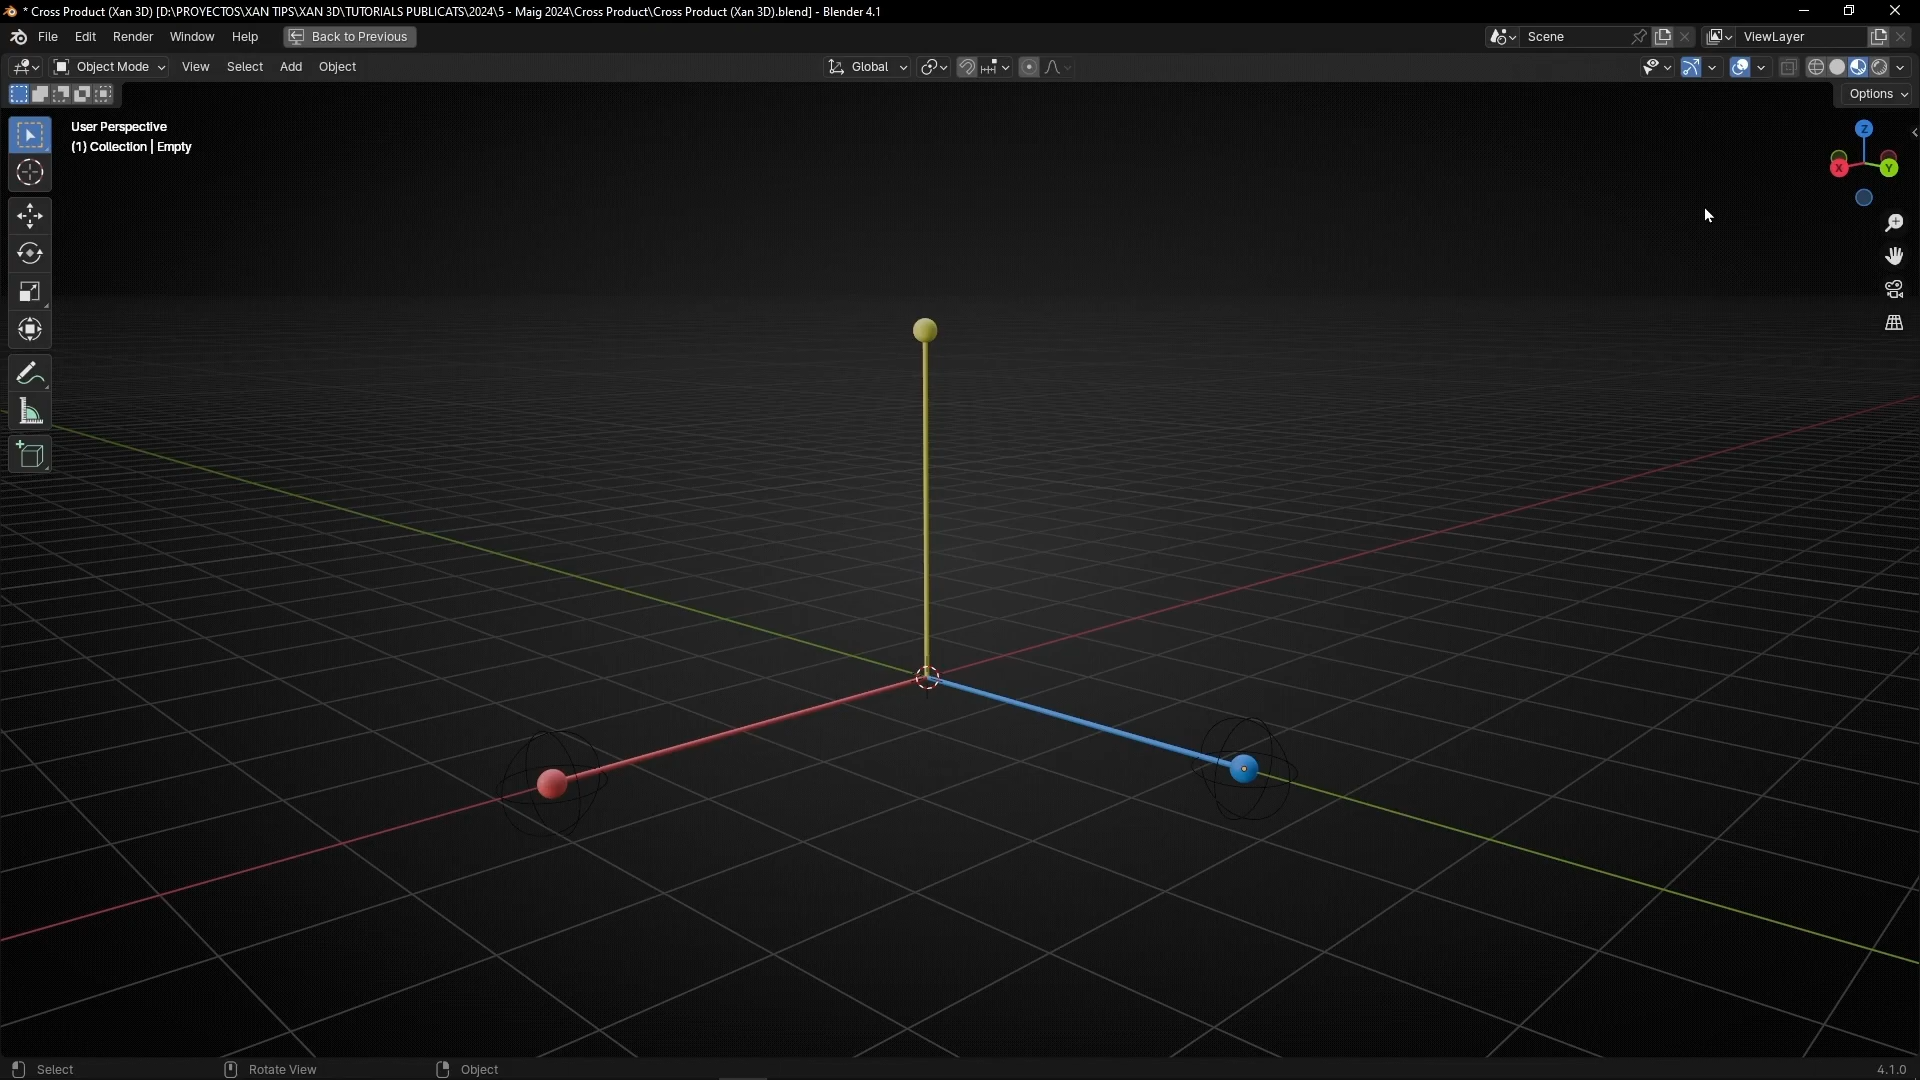 * Cross Product (Xan 3D) [D:\PROYECTOS\XAN TIPS\XAN 3D\TUTORIALS PUBLICATS\2024\5 - Maig 2024\Cross Product\Cross Product (Xan 3D).blend] - Blender 4.1
File Edit Render Window Help Back to Previous Scene ViewLayer
Object Mode View Select Add Object Global
Options
User Perspective
(1) Collection | Empty
Z
X Y
Select Rotate View Object 4.1.0